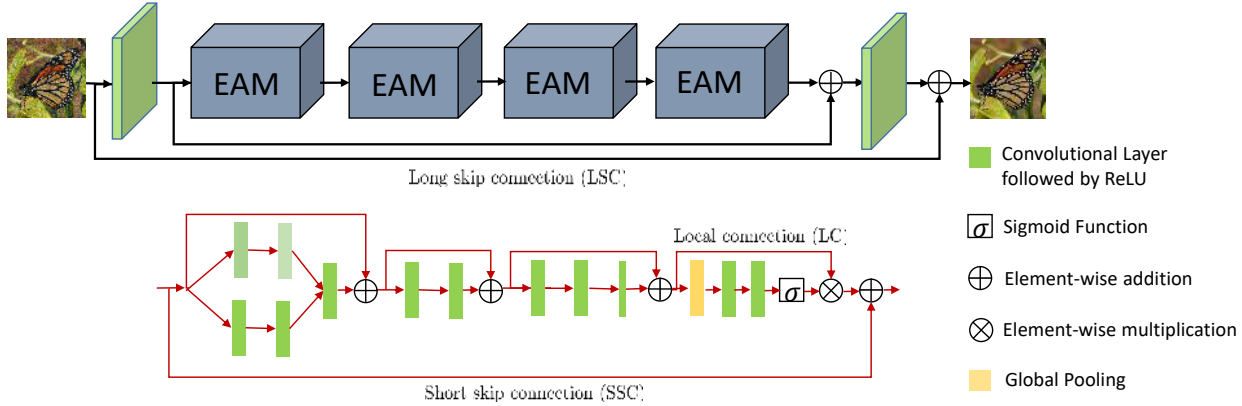 EAM
EAM
EAM
EAM
Long skip connection (LSC)
Convolutional Layer
followed by ReLU
Local connection (LC)
σ
Sigmoid Function
σ
Element-wise addition
Element-wise multiplication
Short skip connection (SSC)
Global Pooling